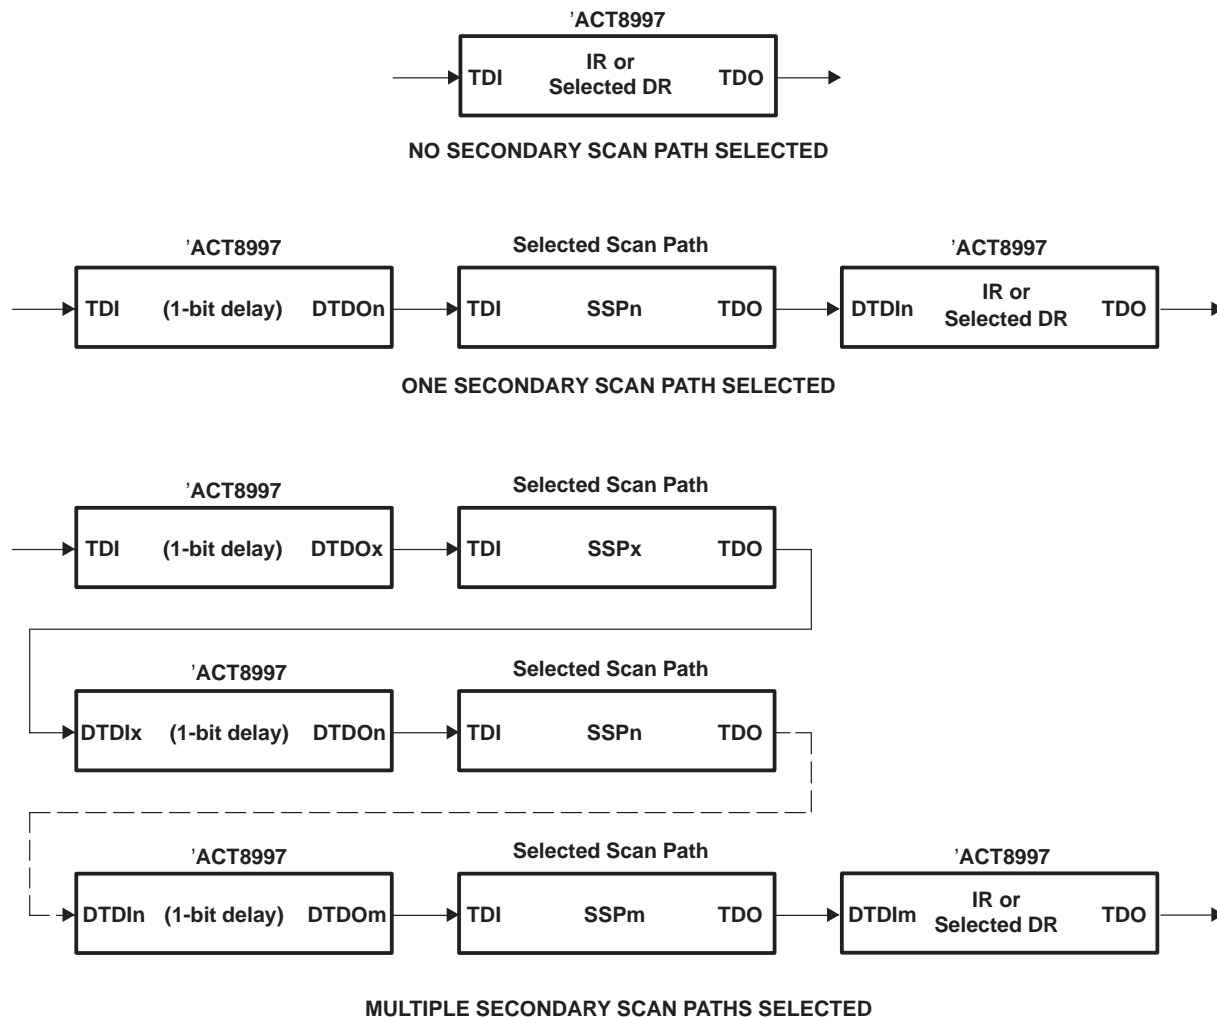 ’ACT8997
TDI IR or Selected DR TDO
NO SECONDARY SCAN PATH SELECTED
’ACT8997 Selected Scan Path ’ACT8997
TDI (1-bit delay) DTDOn TDI SSPn TDO DTDIn IR or Selected DR TDO
ONE SECONDARY SCAN PATH SELECTED
’ACT8997 Selected Scan Path
TDI (1-bit delay) DTDOx TDI SSPx TDO
’ACT8997 Selected Scan Path
DTDIx (1-bit delay) DTDOn TDI SSPn TDO
’ACT8997 Selected Scan Path ’ACT8997
DTDIn (1-bit delay) DTDOm TDI SSPm TDO DTDIm IR or Selected DR TDO
MULTIPLE SECONDARY SCAN PATHS SELECTED